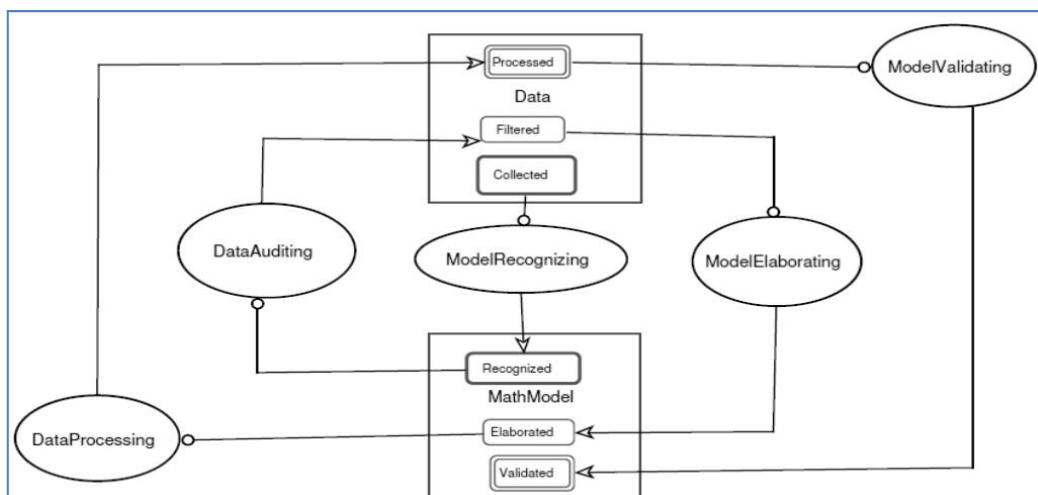 Processed
ModelValidating
Data
Filtered
Collected
DataAuditing
ModelRecognizing
ModelElaborating
Recognized
MathModel
Elaborated
DataProcessing
Validated